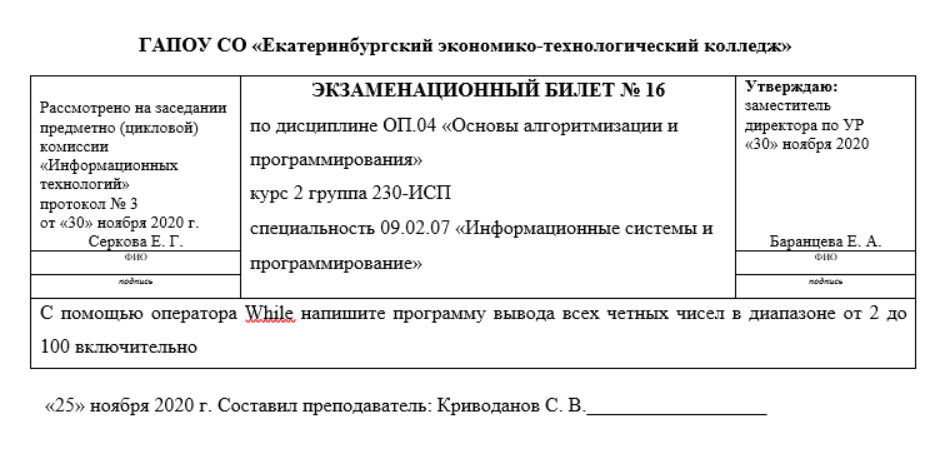 ГАПОУ СО «Екатеринбургский экономико-технологический колледж»
Рассмотрено на заседании
предметно (цикловой)
комиссии
«Информационных
технологий»
протокол № 3
от «30» ноября 2020 г.
Серкова Е. Г.
ФИО
подпись
ЭКЗАМЕНАЦИОННЫЙ БИЛЕТ № 16
по дисциплине ОП.04 «Основы алгоритмизации и
программирования»
курс 2 группа 230-ИСП
специальность 09.02.07 «Информационные системы и
программирование»
Утверждаю:
заместитель
директора по УР
«30» ноября 2020
Баранцева Е. А.
ФИО
подпись
С помощью оператора While напишите программу вывода всех четных чисел в диапазоне от 2 до
100 включительно
«25» ноября 2020 г. Составил преподаватель: Криводанов С. В.__________________